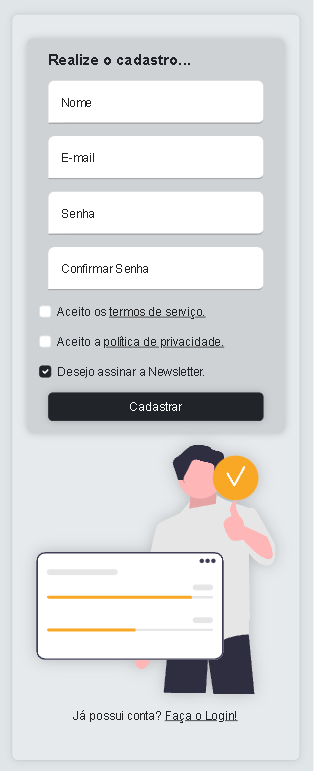 Realize o cadastro...
Nome
E-mail
Senha
Confirmar Senha
Aceito os termos de serviço.
Aceito a política de privacidade.
Desejo assinar a Newsletter.
Cadastrar
Já possui conta? Faça o Login!